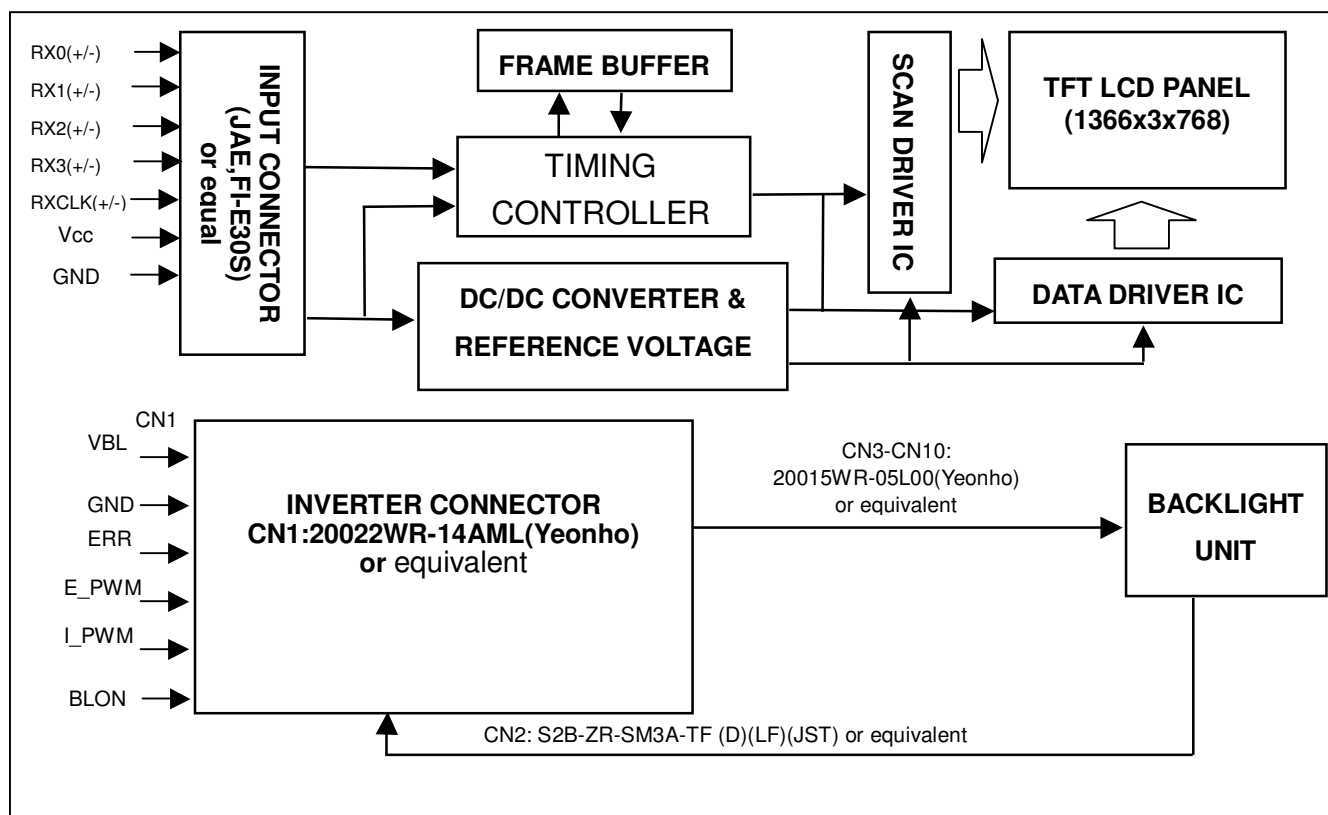 RX0(+/-)
RX1(+/-)
RX2(+/-)
RX3(+/-)
RXCLK(+/-)
Vcc
GND
INPUT CONNECTOR
(JAE,FI-E30S)
or equal
FRAME BUFFER
TIMING
CONTROLLER
DC/DC CONVERTER &
REFERENCE VOLTAGE
SCAN DRIVER IC
TFT LCD PANEL
(1366x3x768)
DATA DRIVER IC
CN1
VBL
GND
ERR
E_PWM
I_PWM
BLON
INVERTER CONNECTOR
CN1:20022WR-14AML(Yeonho)
or equivalent
CN3-CN10:
20015WR-05L00(Yeonho)
or equivalent
BACKLIGHT
UNIT
CN2: S2B-ZR-SM3A-TF (D)(LF)(JST) or equivalent